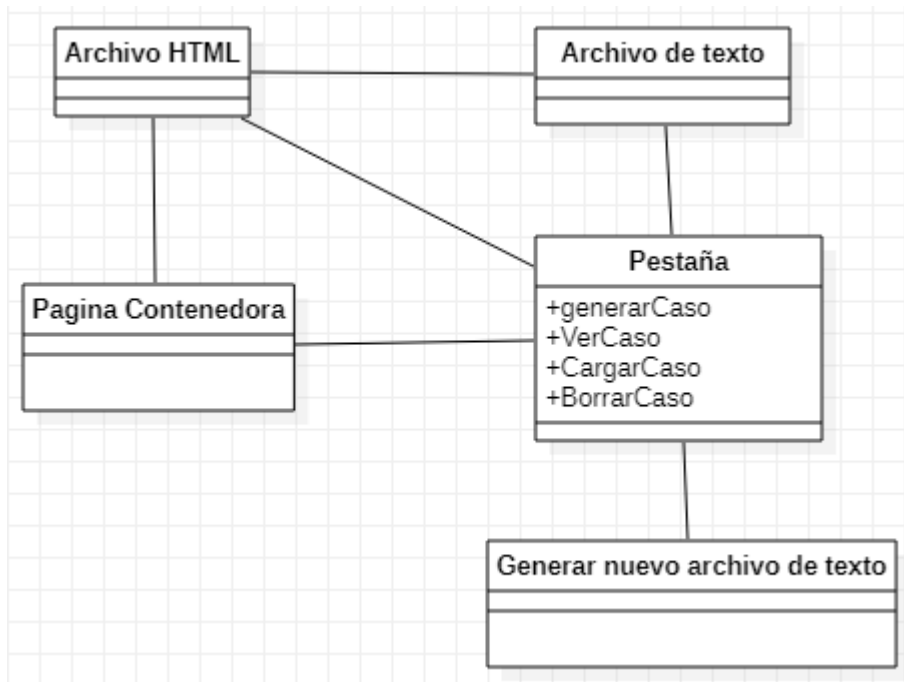 Archivo HTML
Archivo de texto
Pestaña
+generarCaso
+VerCaso
+CargarCaso
+BorrarCaso
Pagina Contenedora
Generar nuevo archivo de texto